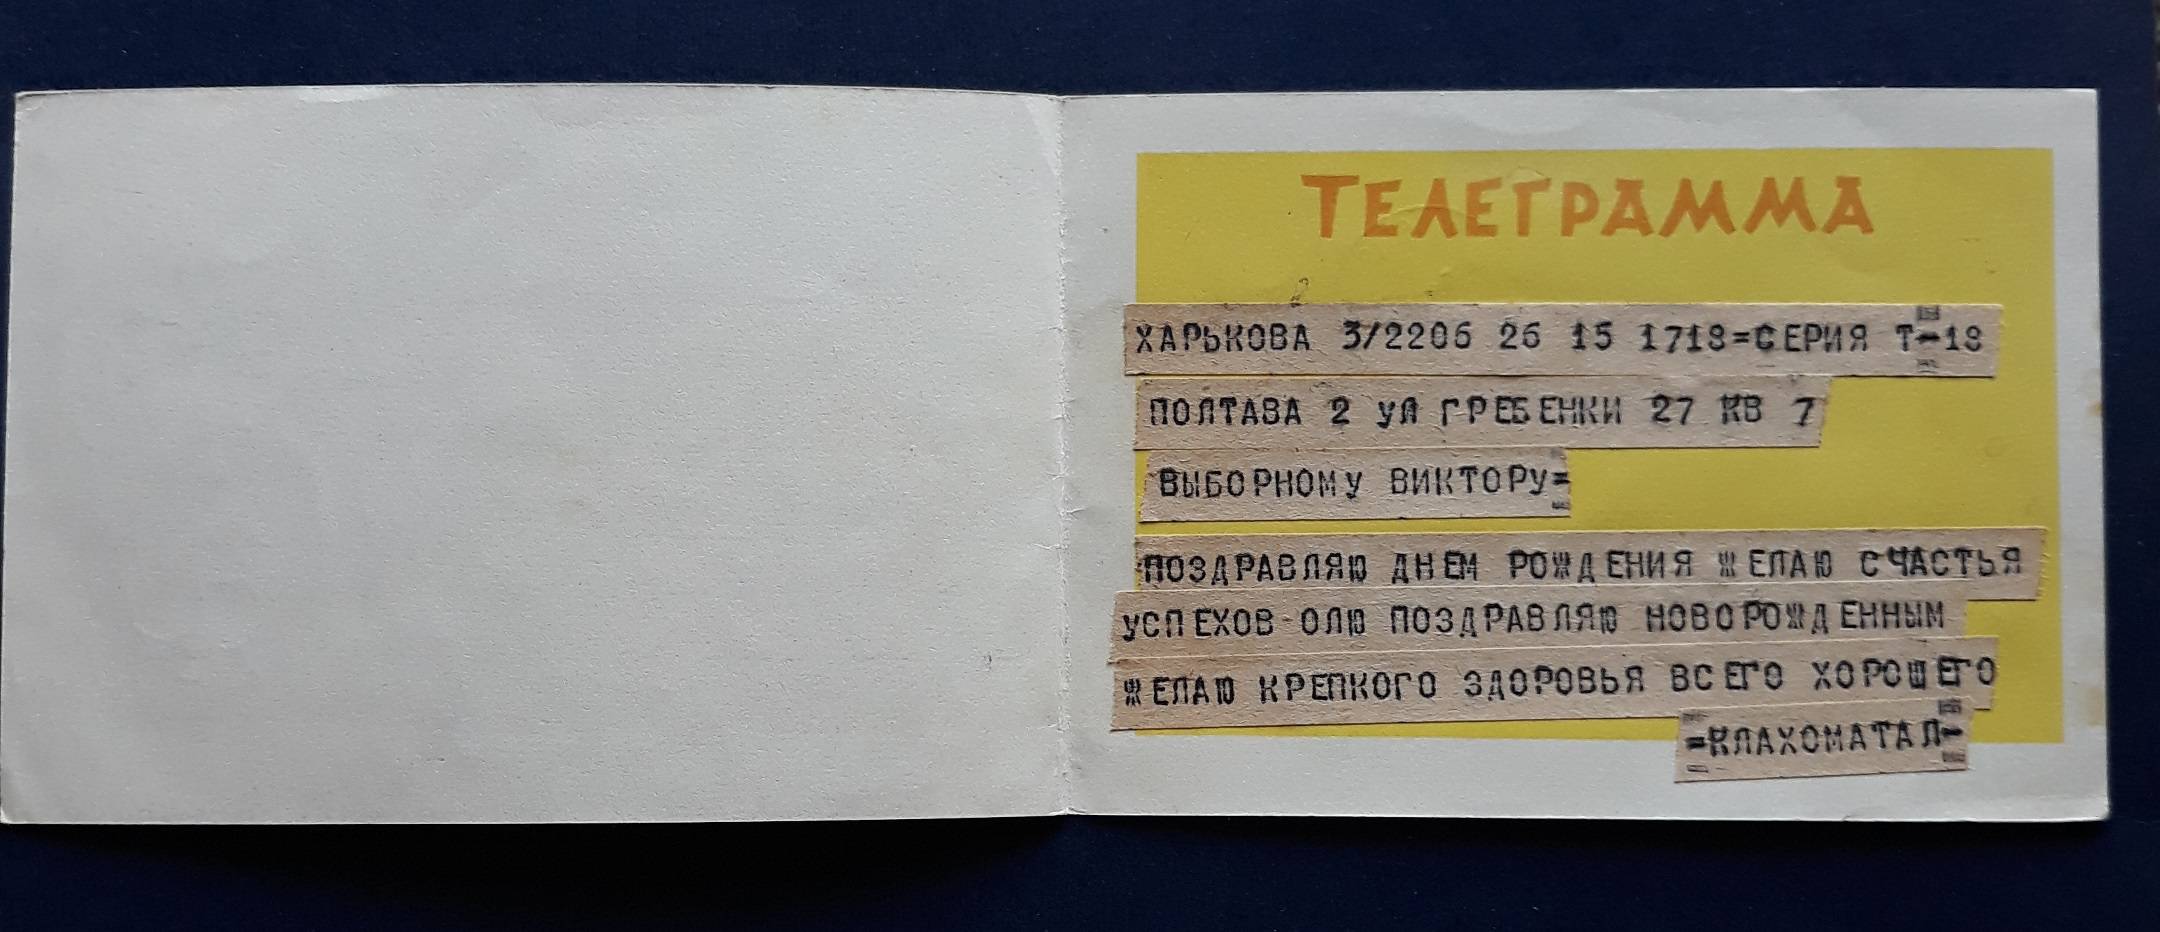 ТЕЛЕГРАММА
ХАРЬКОВА 3/2206 26 15 1718=СЕРИЯ Т-18
ПОЛТАВА 2 УЛ ГРЕБЕНКИ 27 КВ 7
ВЫБОРНОМУ ВИКТОРУ=
ПОЗДРАВЛЯЮ ДНЕМ РОЖДЕНИЯ ЖЕЛАЮ СЧАСТЬЯ
УСПЕХОВ ОЛЮ ПОЗДРАВЛЯЮ НОВОРОЖДЕННЫМ
ЖЕЛАЮ КРЕПКОГО ЗДОРОВЬЯ ВСЕГО ХОРОШЕГО
=КЛАХОМАТАЛ-